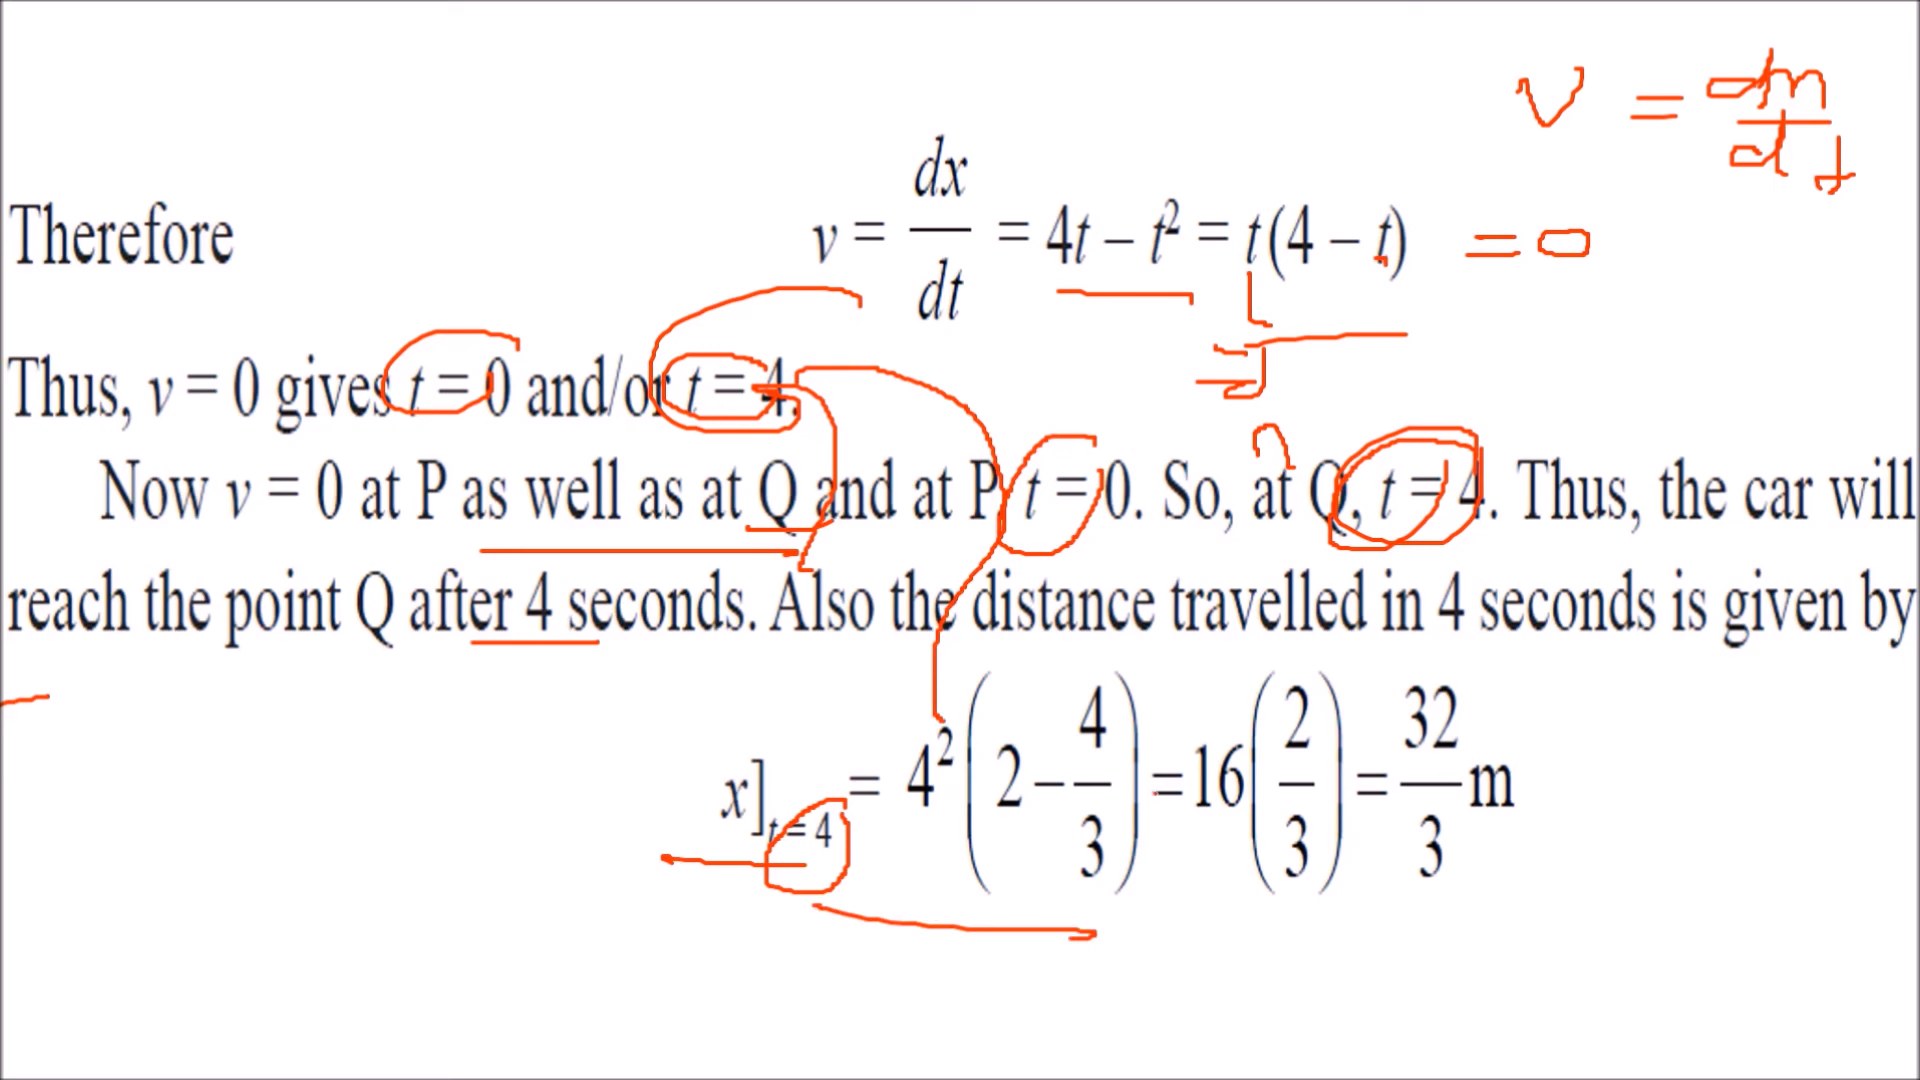 v = dx/dt
Therefore v = dx/dt = 4t – t² = t(4 – t) = 0
Thus, v = 0 gives t = 0 and/or t = 4.
Now v = 0 at P as well as at Q and at P, t = 0. So, at Q, t = 4. Thus, the car will
reach the point Q after 4 seconds. Also the distance travelled in 4 seconds is given by
x]t = 4 = 4²(2 – 4/3) = 16(2/3) = 32/3 m